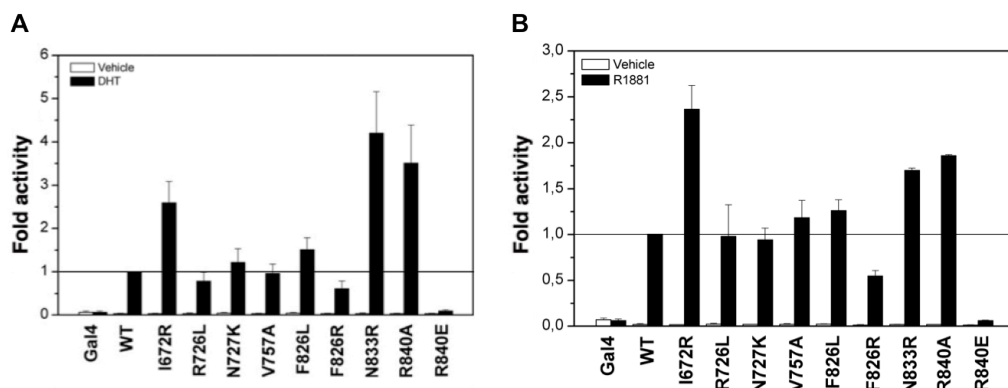 A
Fold activity
6
5
4
3
2
1
0
Vehicle
DHT
Gal4
WT
I672R
R726L
N727K
V757A
F826L
F826R
N833R
R840A
R840E
B
Fold activity
3,0
2,5
2,0
1,5
1,0
0,5
0,0
Vehicle
R1881
Gal4
WT
I672R
R726L
N727K
V757A
F826L
F826R
N833R
R840A
R840E